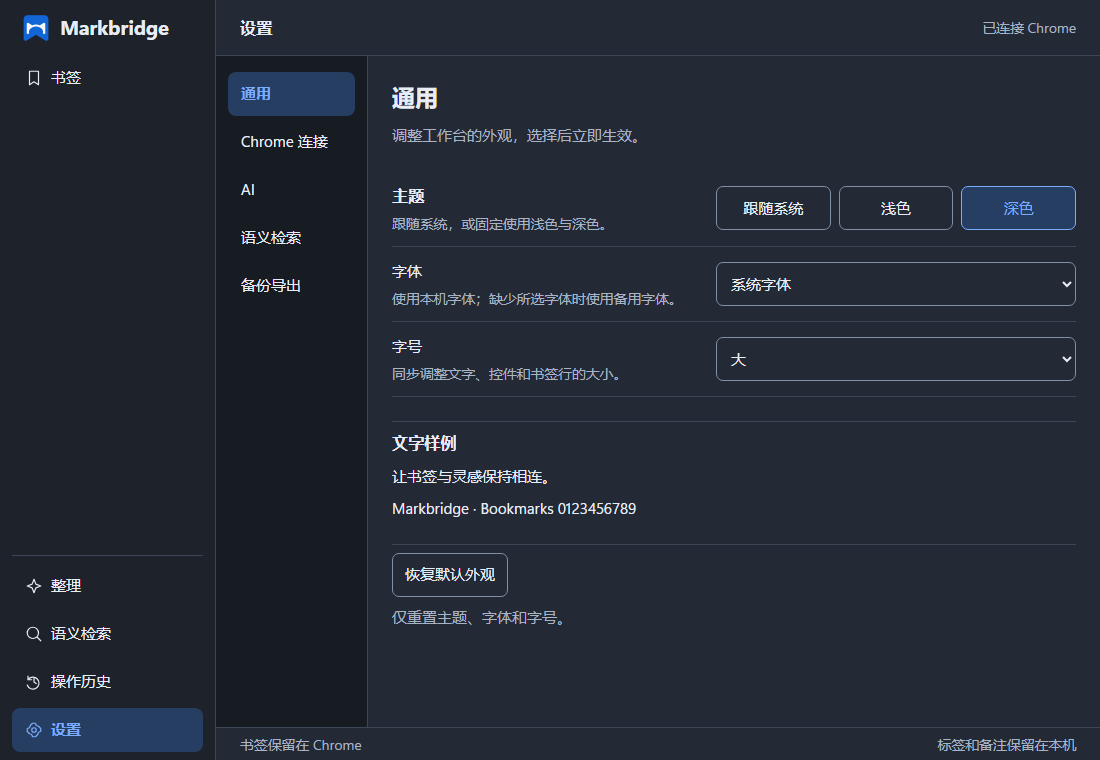 Markbridge
书签
整理
语义检索
操作历史
设置
设置
已连接 Chrome
通用
Chrome 连接
AI
语义检索
备份导出
通用
调整工作台的外观，选择后立即生效。
主题
跟随系统，或固定使用浅色与深色。
跟随系统
浅色
深色
字体
使用本机字体；缺少所选字体时使用备用字体。
系统字体
字号
同步调整文字、控件和书签行的大小。
大
文字样例
让书签与灵感保持相连。
Markbridge · Bookmarks 0123456789
恢复默认外观
仅重置主题、字体和字号。
书签保留在 Chrome
标签和备注保留在本机